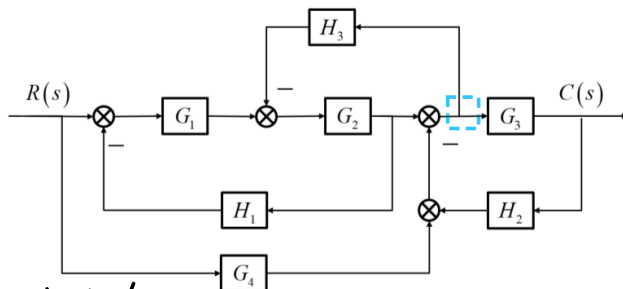 H₃
R(s) − C(s)
G₁ G₂ G₃
− −
H₁ H₂
G₄